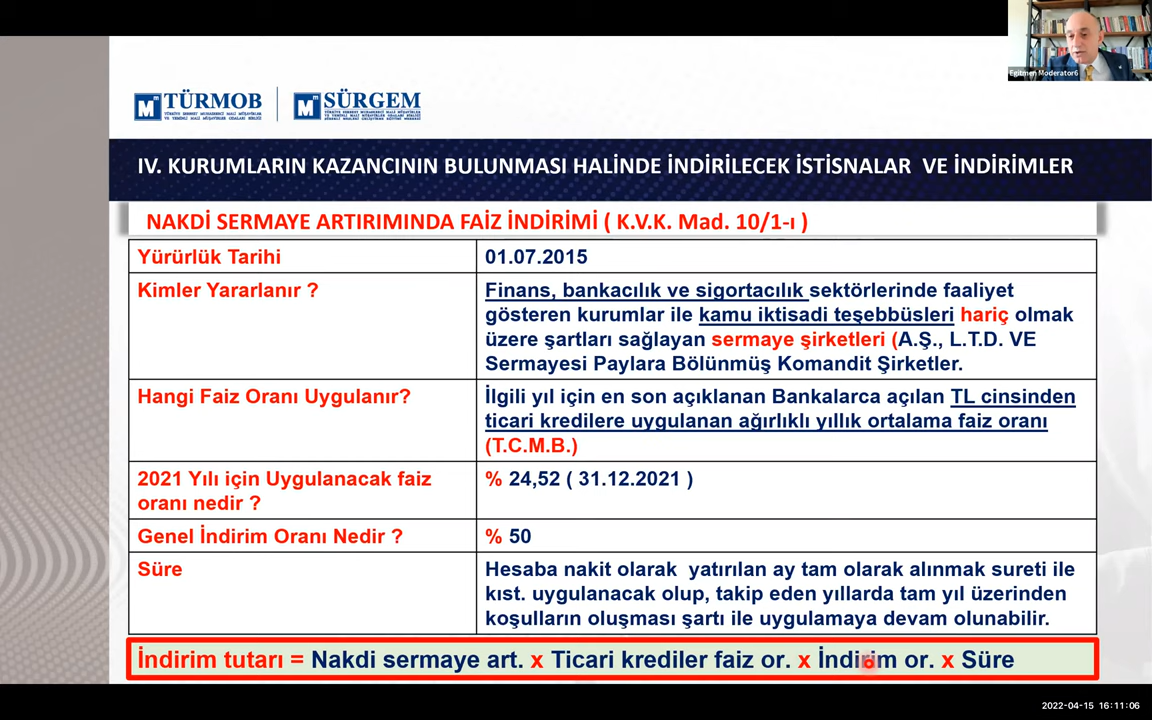 Egitmen Moderator6
TÜRMOB
SÜRGEM
IV. KURUMLARIN KAZANCININ BULUNMASI HALİNDE İNDİRİLECEK İSTİSNALAR VE İNDİRİMLER
NAKDİ SERMAYE ARTIRIMINDA FAİZ İNDİRİMİ ( K.V.K. Mad. 10/1-ı )
Yürürlük Tarihi
01.07.2015
Kimler Yararlanır ?
Finans, bankacılık ve sigortacılık sektörlerinde faaliyet
gösteren kurumlar ile kamu iktisadi teşebbüsleri hariç olmak
üzere şartları sağlayan sermaye şirketleri (A.Ş., L.T.D. VE
Sermayesi Paylara Bölünmüş Komandit Şirketler.
Hangi Faiz Oranı Uygulanır?
İlgili yıl için en son açıklanan Bankalarca açılan TL cinsinden
ticari kredilere uygulanan ağırlıklı yıllık ortalama faiz oranı
(T.C.M.B.)
2021 Yılı için Uygulanacak faiz
oranı nedir ?
% 24,52 ( 31.12.2021 )
Genel İndirim Oranı Nedir ?
% 50
Süre
Hesaba nakit olarak yatırılan ay tam olarak alınmak sureti ile
kıst. uygulanacak olup, takip eden yıllarda tam yıl üzerinden
koşulların oluşması şartı ile uygulamaya devam olunabilir.
İndirim tutarı = Nakdi sermaye art. x Ticari krediler faiz or. x İndirim or. x Süre
2022-04-15 16:11:06